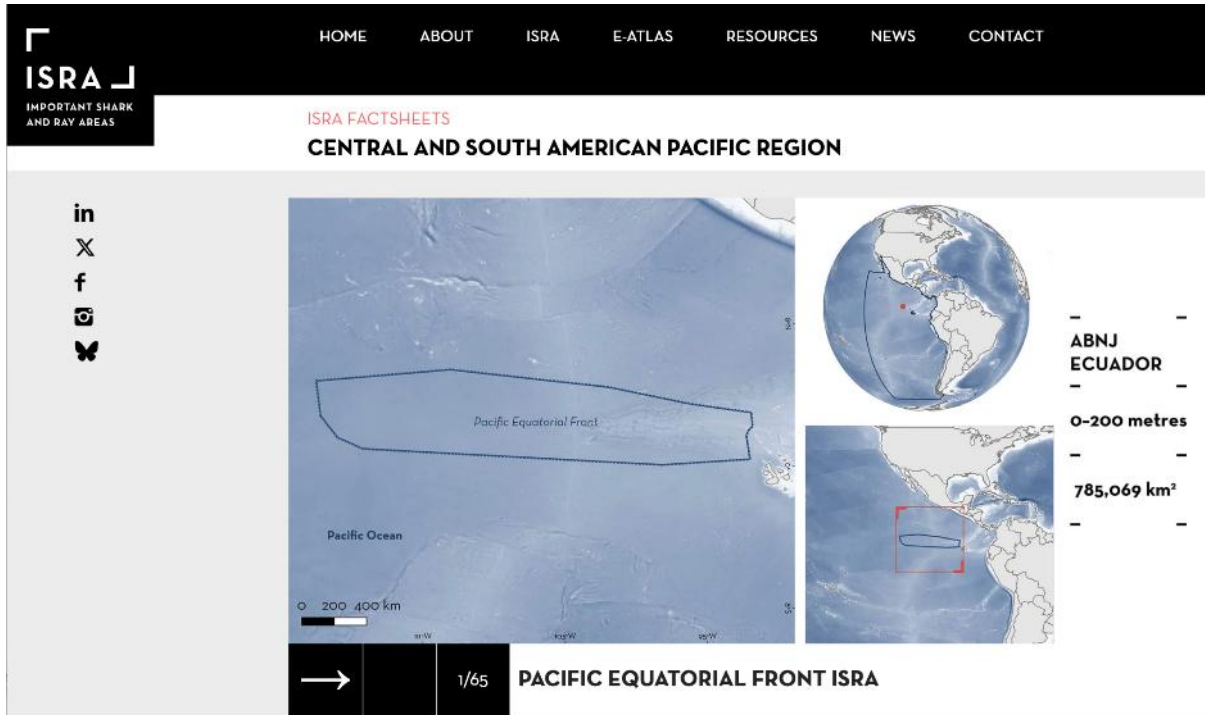 ISRA
IMPORTANT SHARK
AND RAY AREAS
HOME ABOUT ISRA E-ATLAS RESOURCES NEWS CONTACT
ISRA FACTSHEETS
CENTRAL AND SOUTH AMERICAN PACIFIC REGION
in
X
f
Pacific Equatorial Front
Pacific Ocean
0 200 400 km
95°W
ABNJ
ECUADOR
0–200 metres
785,069 km²
1/65
PACIFIC EQUATORIAL FRONT ISRA